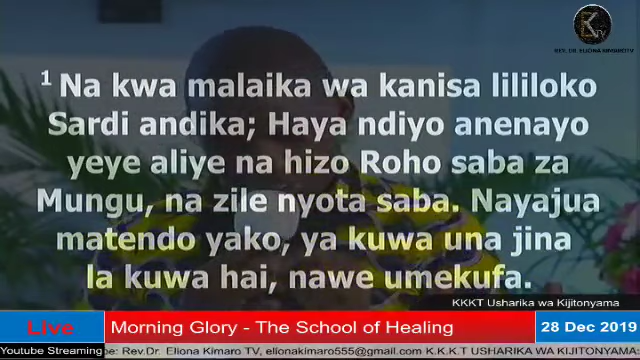 REV. DR. ELIONA KIMAROTV
1 Na kwa malaika wa kanisa lililoko
Sardi andika; Haya ndiyo anenayo
yeye aliye na hizo Roho saba za
Mungu, na zile nyota saba. Nayajua
matendo yako, ya kuwa una jina
la kuwa hai, nawe umekufa.
KKKT Usharika wa Kijitonyama
Live Morning Glory - The School of Healing 28 Dec 2019
Youtube Streaming be: Rev.Dr. Eliona Kimaro TV, elionakimaro555@gmail.com K.K.K.T USHARIKA WA KIJITONYAMA